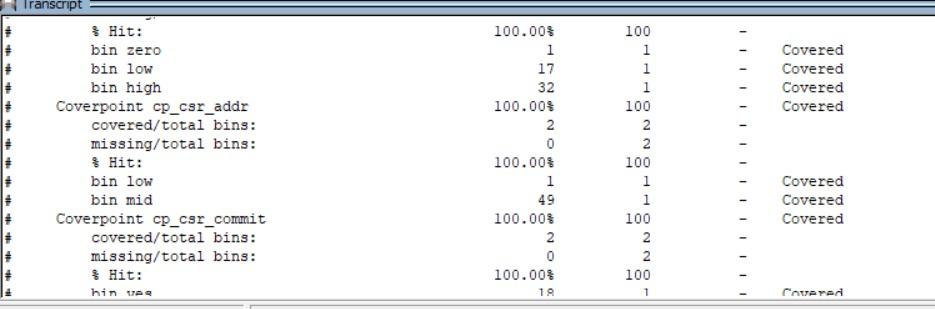 Transcript
# % Hit: 100.00% 100 -
# bin zero 1 1 - Covered
# bin low 17 1 - Covered
# bin high 32 1 - Covered
# Coverpoint cp_csr_addr 100.00% 100 - Covered
# covered/total bins: 2 2 -
# missing/total bins: 0 2 -
# % Hit: 100.00% 100 -
# bin low 1 1 - Covered
# bin mid 49 1 - Covered
# Coverpoint cp_csr_commit 100.00% 100 - Covered
# covered/total bins: 2 2 -
# missing/total bins: 0 2 -
# % Hit: 100.00% 100 -
# bin yes 18 1 - Covered